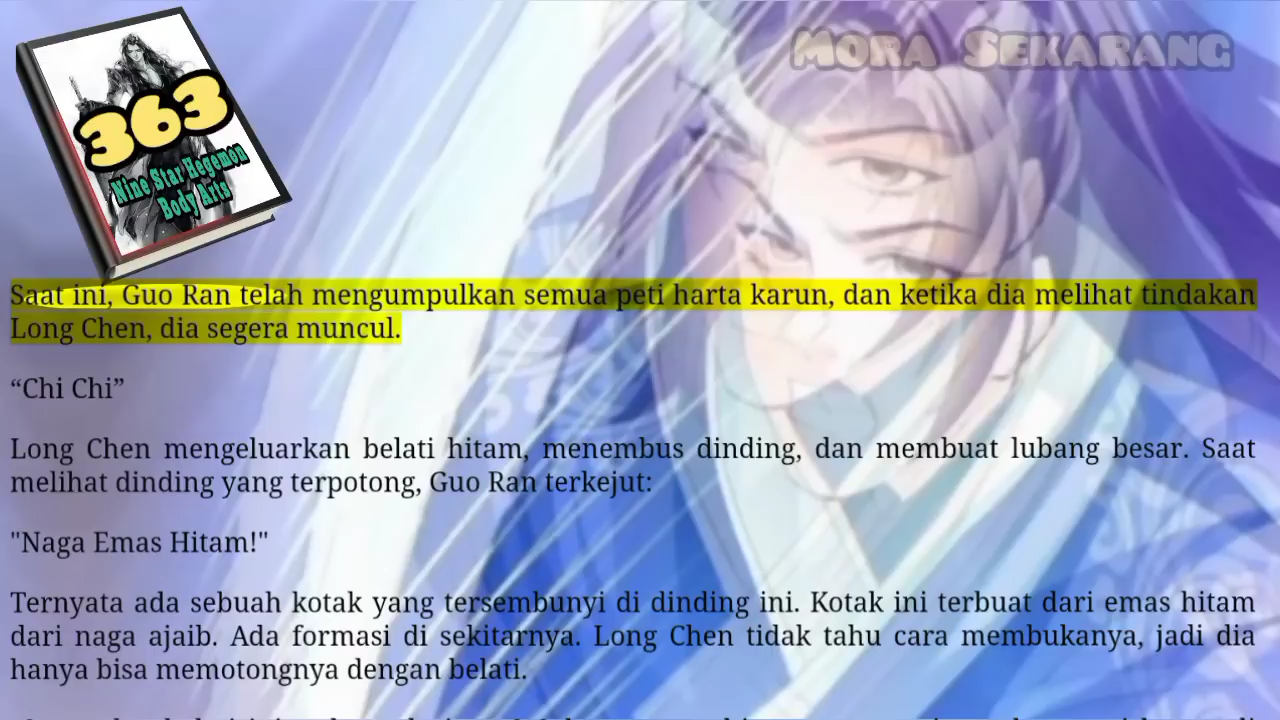 Mora Sekarang
363
Nine Star Hegemon
Body Arts
Saat ini, Guo Ran telah mengumpulkan semua peti harta karun, dan ketika dia melihat tindakan
Long Chen, dia segera muncul.
“Chi Chi”
Long Chen mengeluarkan belati hitam, menembus dinding, dan membuat lubang besar. Saat
melihat dinding yang terpotong, Guo Ran terkejut:
"Naga Emas Hitam!"
Ternyata ada sebuah kotak yang tersembunyi di dinding ini. Kotak ini terbuat dari emas hitam
dari naga ajaib. Ada formasi di sekitarnya. Long Chen tidak tahu cara membukanya, jadi dia
hanya bisa memotongnya dengan belati.